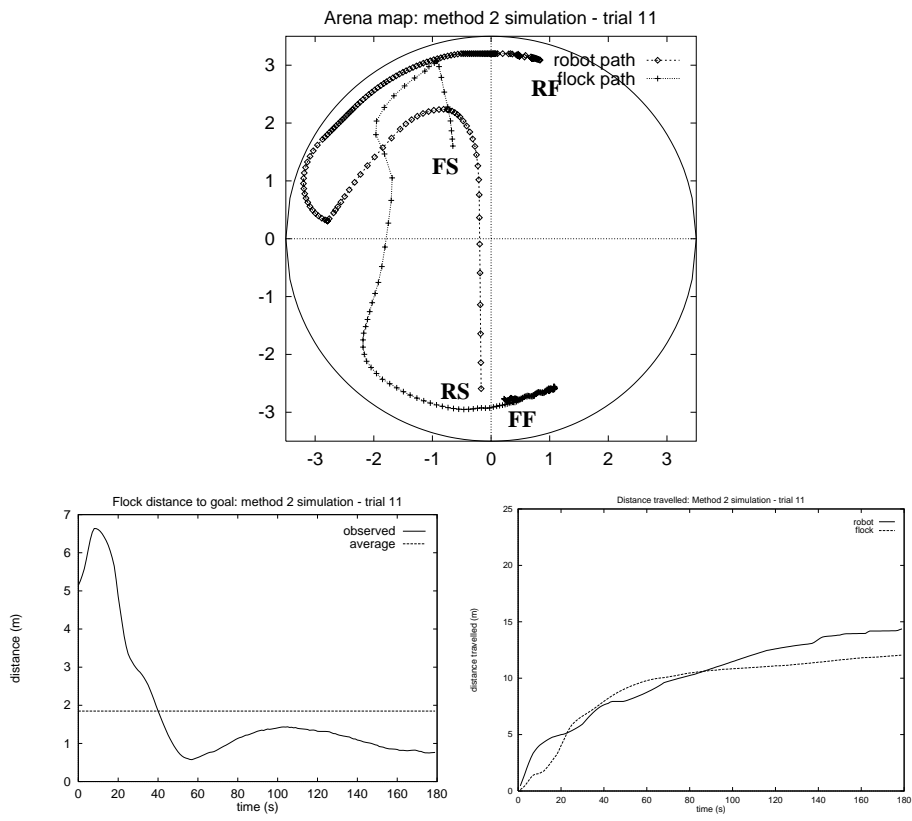 Arena map: method 2 simulation - trial 11
robot path
flock path
RF
FS
RS
FF
3
2
1
0
-1
-2
-3
-3 -2 -1 0 1 2 3
Flock distance to goal: method 2 simulation - trial 11
observed
average
distance (m)
7
6
5
4
3
2
1
0
0 20 40 60 80 100 120 140 160 180
time (s)
Distance travelled: Method 2 simulation - trial 11
robot
flock
distance travelled (m)
25
20
15
10
5
0
0 20 40 60 80 100 120 140 160 180
time (s)